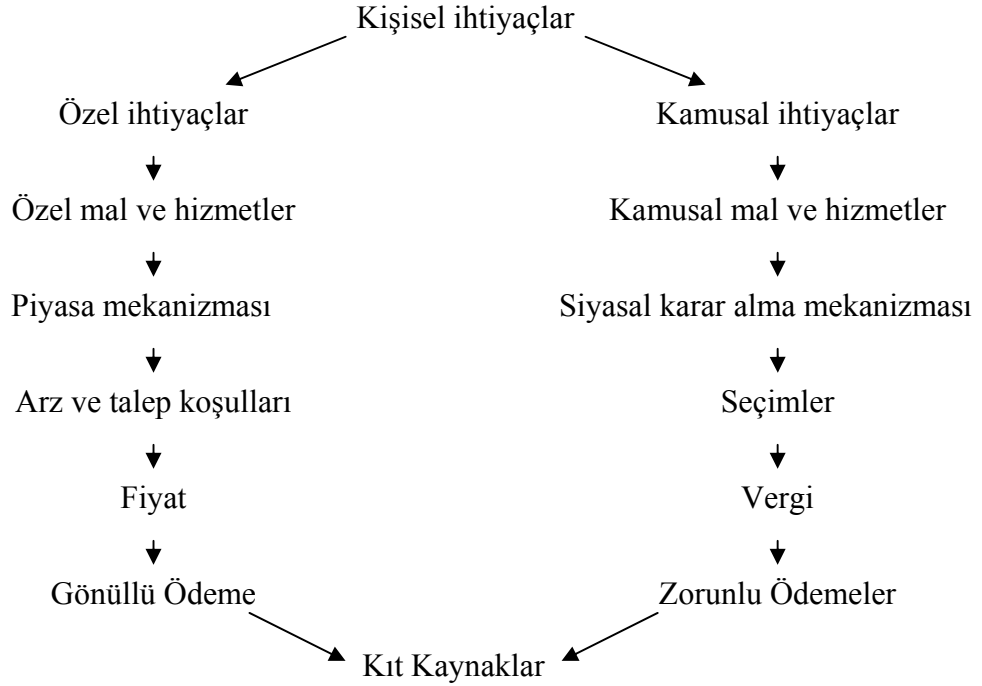 Kişisel ihtiyaçlar
Özel ihtiyaçlar
Kamusal ihtiyaçlar
Özel mal ve hizmetler
Kamusal mal ve hizmetler
Piyasa mekanizması
Siyasal karar alma mekanizması
Arz ve talep koşulları
Seçimler
Fiyat
Vergi
Gönüllü Ödeme
Zorunlu Ödemeler
Kıt Kaynaklar